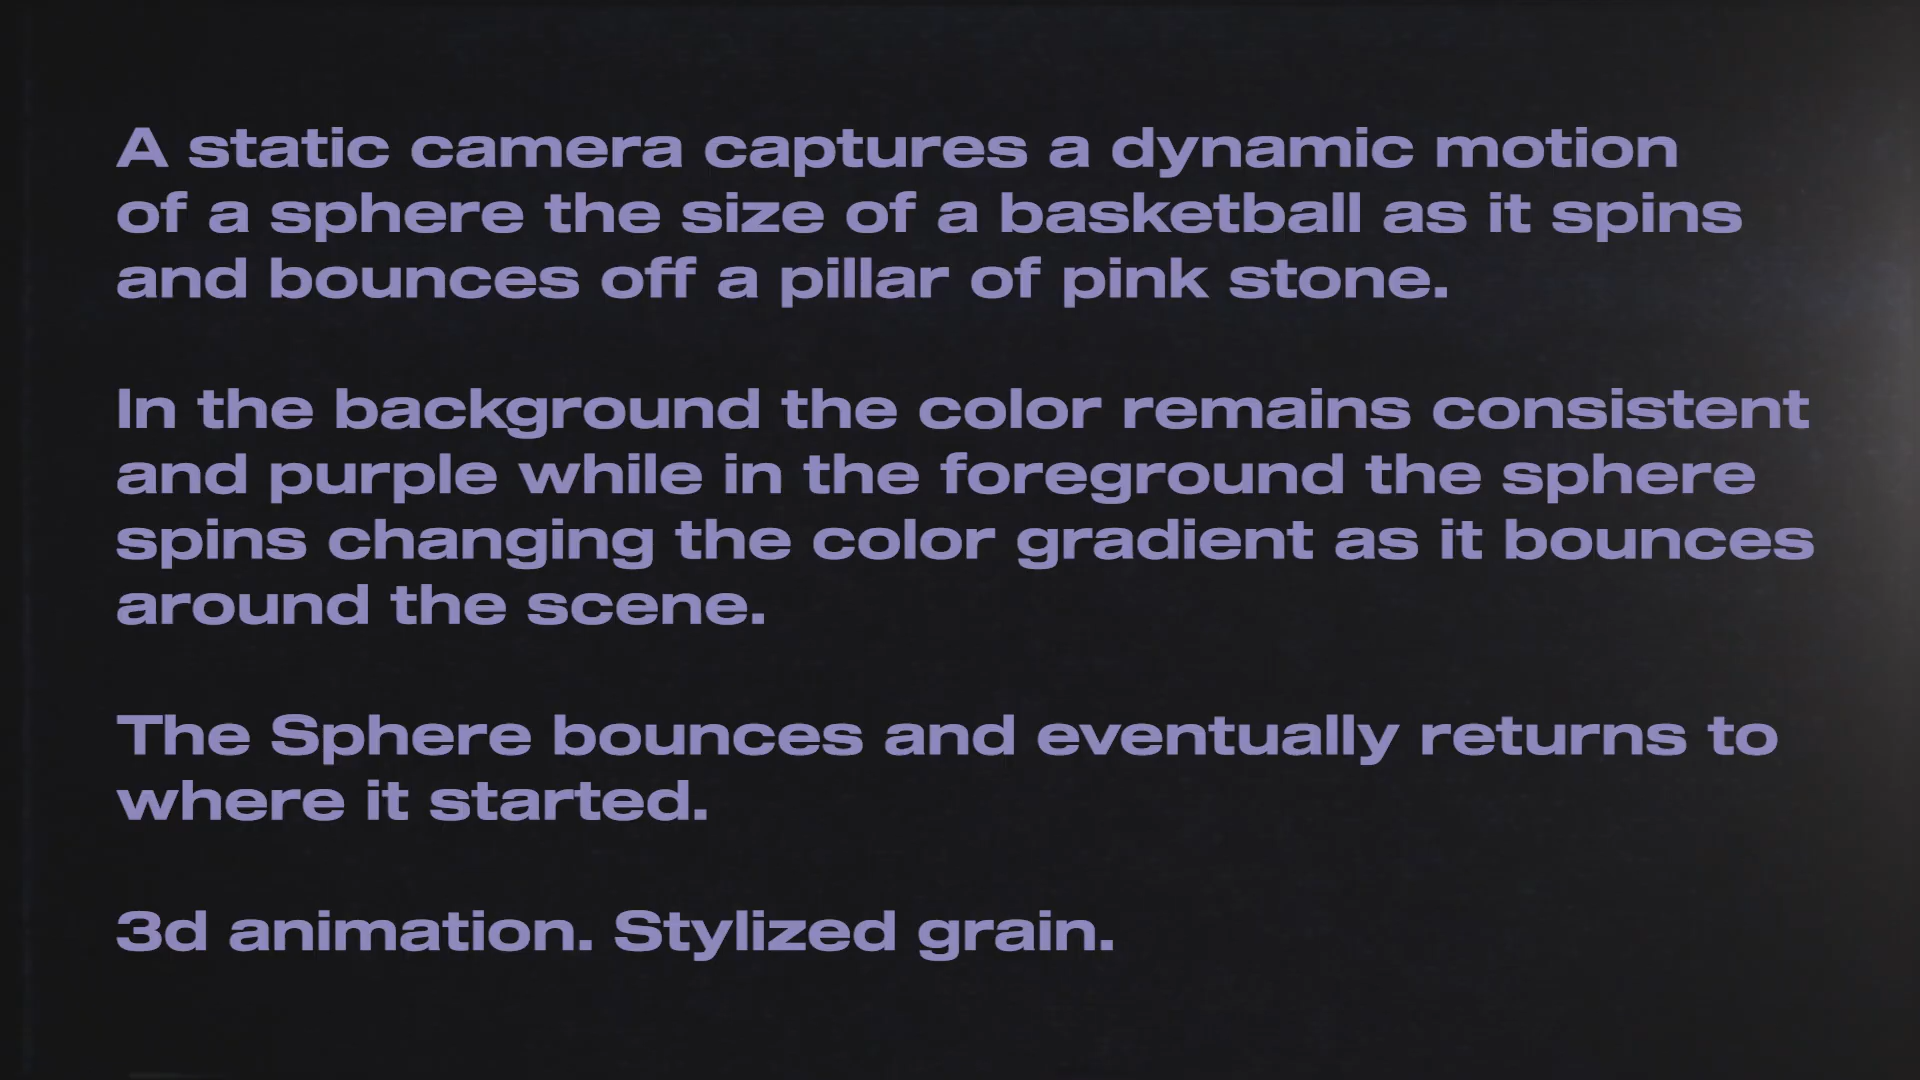 A static camera captures a dynamic motion
of a sphere the size of a basketball as it spins
and bounces off a pillar of pink stone.
In the background the color remains consistent
and purple while in the foreground the sphere
spins changing the color gradient as it bounces
around the scene.
The Sphere bounces and eventually returns to
where it started.
3d animation. Stylized grain.